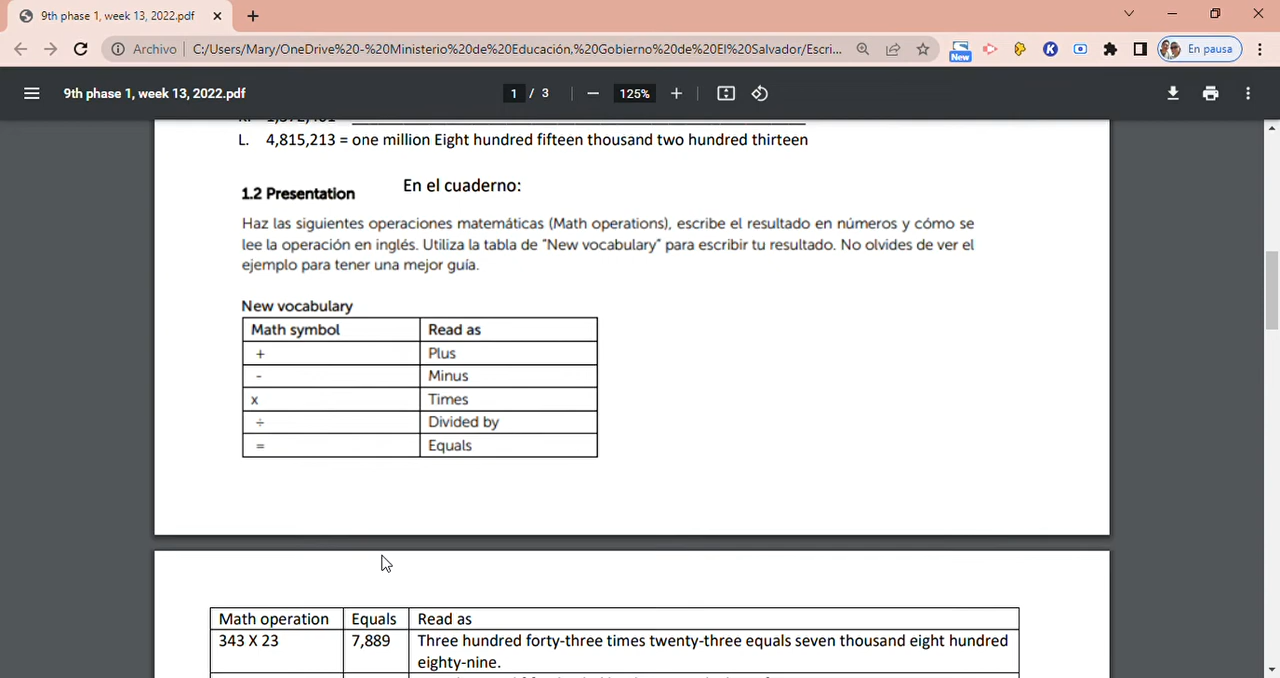 9th phase 1, week 13, 2022.pdf
Archivo C:/Users/Mary/OneDrive%20-%20Ministerio%20de%20Educación,%20Gobierno%20de%20El%20Salvador/Escri...
New
K
En pausa
9th phase 1, week 13, 2022.pdf
1 / 3
125%
L. 4,815,213 = one million Eight hundred fifteen thousand two hundred thirteen
1.2 Presentation En el cuaderno:
Haz las siguientes operaciones matemáticas (Math operations), escribe el resultado en números y cómo se
lee la operación en inglés. Utiliza la tabla de "New vocabulary" para escribir tu resultado. No olvides de ver el
ejemplo para tener una mejor guía.
New vocabulary
Math symbol Read as
+ Plus
- Minus
x Times
÷ Divided by
= Equals
Math operation Equals Read as
343 X 23 7,889 Three hundred forty-three times twenty-three equals seven thousand eight hundred
eighty-nine.